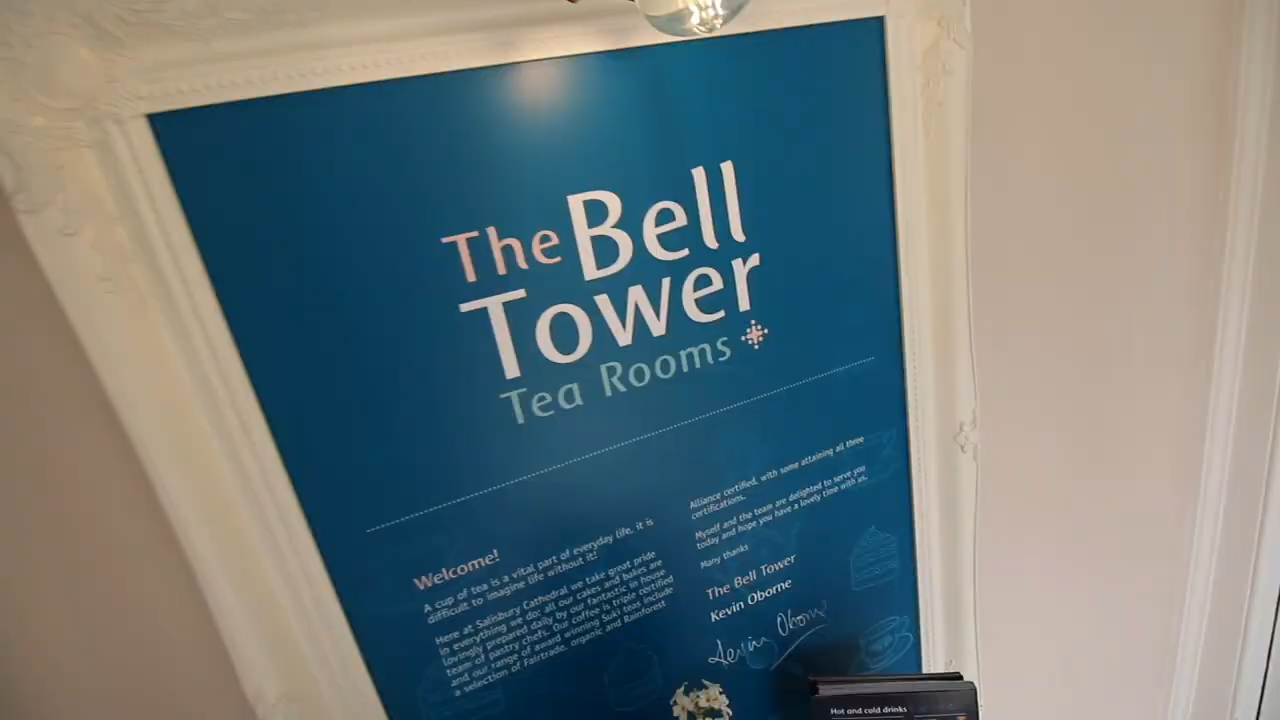 The Bell
Tower
Tea Rooms
Welcome!
A cup of tea is a vital part of everyday life, it is
difficult to imagine life without it!
Here at Salisbury Cathedral we take great pride
in everything we do; all our cakes and bakes are
lovingly prepared daily by our fantastic in house
team of pastry chefs. Our coffee is triple certified
and our range of award winning Suki teas include
a selection of Fairtrade, organic and Rainforest
Alliance certified, with some attaining all three
certifications.
Myself and the team are delighted to serve you
today and hope you have a lovely time with us.
Many thanks
The Bell Tower
Kevin Oborne
Kevin Oborne
Hot and cold drinks